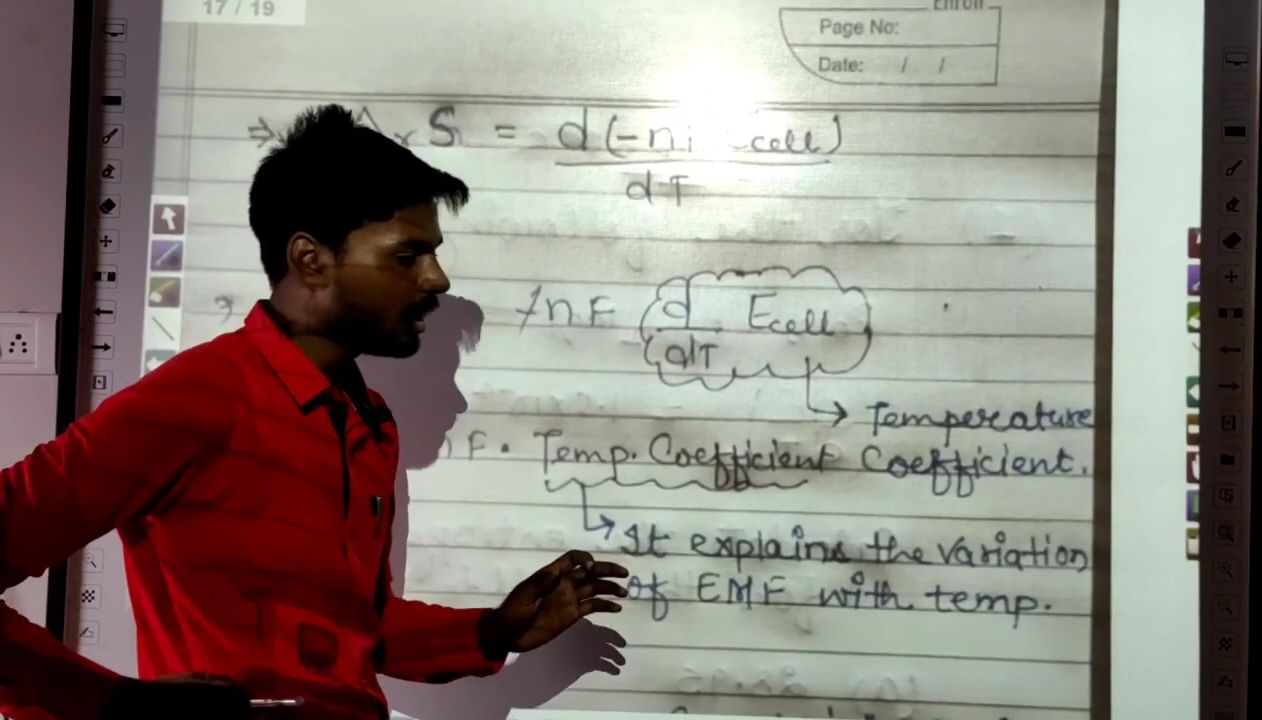 17 / 19
Enroll
Page No:
Date: / /
⇒ S = d(-n cell)
dT
nF d Ecell
dT
→ Temperature
F. Temp. Coefficient Coefficient.
→ It explains the variation
of EMF with temp.